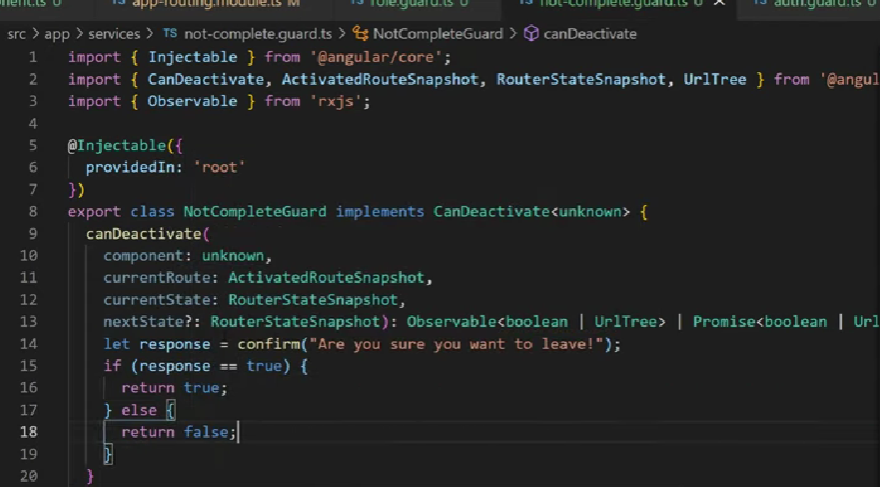 app-routing.module.ts M role.guard.ts not-complete.guard.ts auth.guard.ts
src > app > services > TS not-complete.guard.ts > NotCompleteGuard > canDeactivate
1 import { Injectable } from '@angular/core';
2 import { CanDeactivate, ActivatedRouteSnapshot, RouterStateSnapshot, UrlTree } from '@angul
3 import { Observable } from 'rxjs';
4
5 @Injectable({
6 providedIn: 'root'
7 })
8 export class NotCompleteGuard implements CanDeactivate<unknown> {
9 canDeactivate(
10 component: unknown,
11 currentRoute: ActivatedRouteSnapshot,
12 currentState: RouterStateSnapshot,
13 nextState?: RouterStateSnapshot): Observable<boolean | UrlTree> | Promise<boolean | Url
14 let response = confirm("Are you sure you want to leave!");
15 if (response == true) {
16 return true;
17 } else {
18 return false;
19 }
20 }